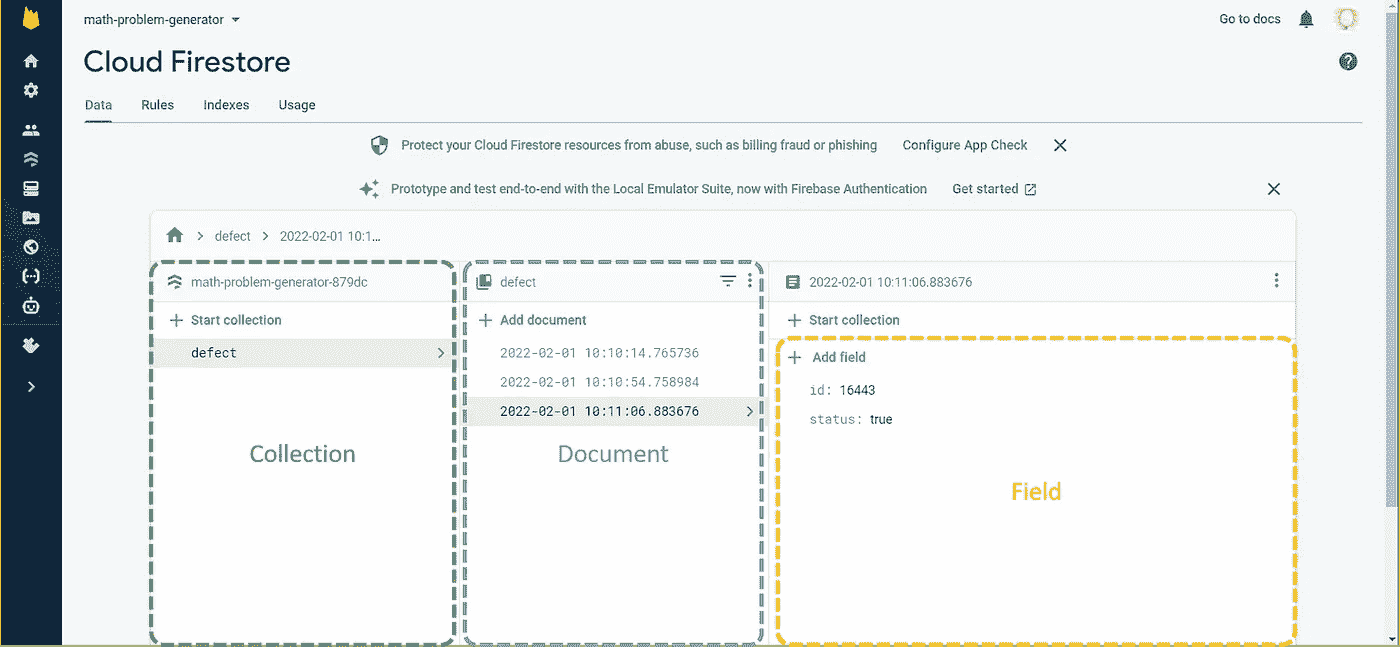 math-problem-generator
Go to docs
Cloud Firestore
Data Rules Indexes Usage
Protect your Cloud Firestore resources from abuse, such as billing fraud or phishing Configure App Check
Prototype and test end-to-end with the Local Emulator Suite, now with Firebase Authentication Get started
defect 2022-02-01 10:1...
math-problem-generator-879dc
Start collection
defect
Collection
defect
Add document
2022-02-01 10:10:14.765736
2022-02-01 10:10:54.758984
2022-02-01 10:11:06.883676
Document
2022-02-01 10:11:06.883676
Start collection
Add field
id: 16443
status: true
Field